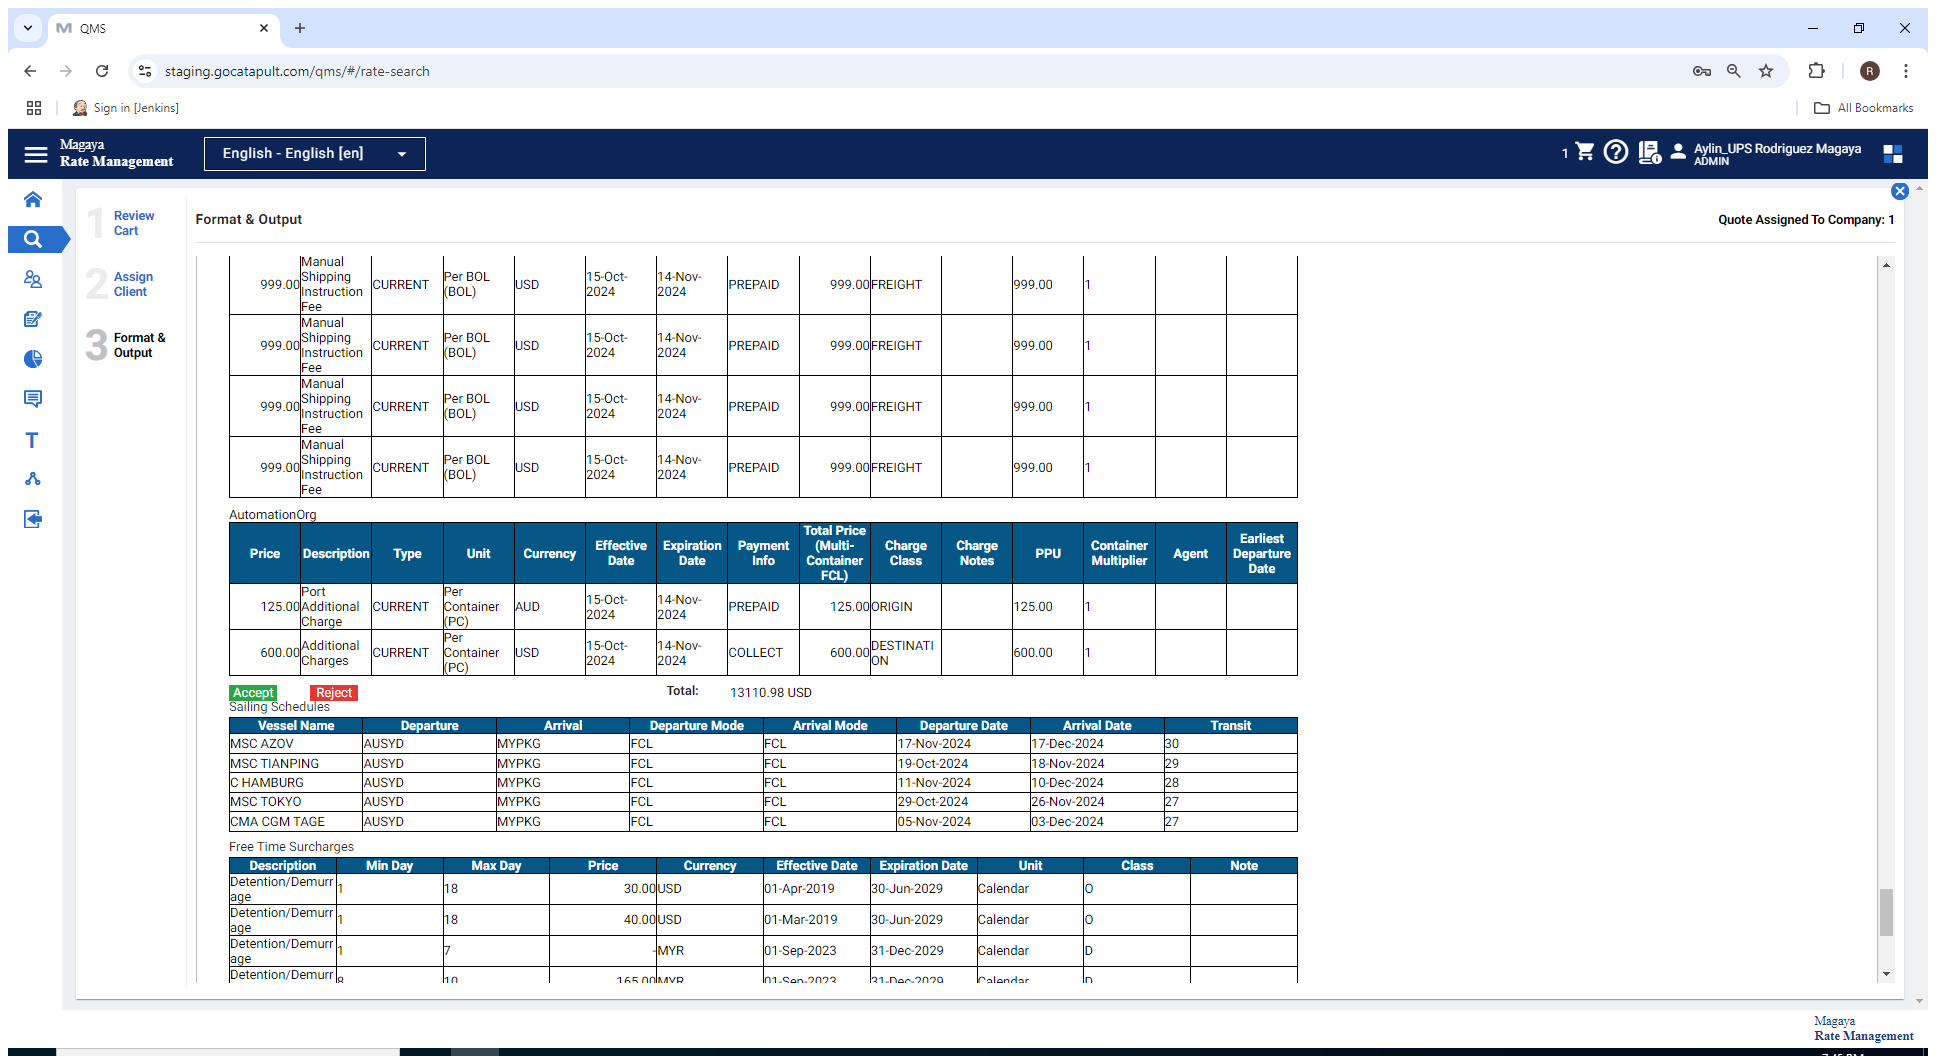 QMS
staging.gocatapult.com/qms/#/rate-search
Sign in [Jenkins]
All Bookmarks
R
Magaya
Rate Management
English - English [en]
1
Aylin_UPS Rodriguez Magaya
ADMIN
1 Review Cart
2 Assign Client
3 Format & Output
Format & Output
Quote Assigned To Company: 1
999.00 Manual Shipping Instruction Fee CURRENT Per BOL (BOL) USD 15-Oct-2024 14-Nov-2024 PREPAID 999.00 FREIGHT 999.00 1
999.00 Manual Shipping Instruction Fee CURRENT Per BOL (BOL) USD 15-Oct-2024 14-Nov-2024 PREPAID 999.00 FREIGHT 999.00 1
999.00 Manual Shipping Instruction Fee CURRENT Per BOL (BOL) USD 15-Oct-2024 14-Nov-2024 PREPAID 999.00 FREIGHT 999.00 1
999.00 Manual Shipping Instruction Fee CURRENT Per BOL (BOL) USD 15-Oct-2024 14-Nov-2024 PREPAID 999.00 FREIGHT 999.00 1
AutomationOrg
Price Description Type Unit Currency Effective Date Expiration Date Payment Info Total Price (Multi-Container FCL) Charge Class Charge Notes PPU Container Multiplier Agent Earliest Departure Date
125.00 Port Additional Charge CURRENT Per Container (PC) AUD 15-Oct-2024 14-Nov-2024 PREPAID 125.00 ORIGIN 125.00 1
600.00 Additional Charges CURRENT Per Container (PC) USD 15-Oct-2024 14-Nov-2024 COLLECT 600.00 DESTINATION 600.00 1
Accept Reject Total: 13110.98 USD
Sailing Schedules
Vessel Name Departure Arrival Departure Mode Arrival Mode Departure Date Arrival Date Transit
MSC AZOV AUSYD MYPKG FCL FCL 17-Nov-2024 17-Dec-2024 30
MSC TIANPING AUSYD MYPKG FCL FCL 19-Oct-2024 18-Nov-2024 29
C HAMBURG AUSYD MYPKG FCL FCL 11-Nov-2024 10-Dec-2024 28
MSC TOKYO AUSYD MYPKG FCL FCL 29-Oct-2024 26-Nov-2024 27
CMA CGM TAGE AUSYD MYPKG FCL FCL 05-Nov-2024 03-Dec-2024 27
Free Time Surcharges
Description Min Day Max Day Price Currency Effective Date Expiration Date Unit Class Note
Detention/Demurrage 1 18 30.00 USD 01-Apr-2019 30-Jun-2029 Calendar O
Detention/Demurrage 1 18 40.00 USD 01-Mar-2019 30-Jun-2029 Calendar O
Detention/Demurrage 1 7 - MYR 01-Sep-2023 31-Dec-2029 Calendar D
Detention/Demurr 8 10 165.00 MYR 01-Sep-2023 31-Dec-2029 Calendar D
Magaya
Rate Management